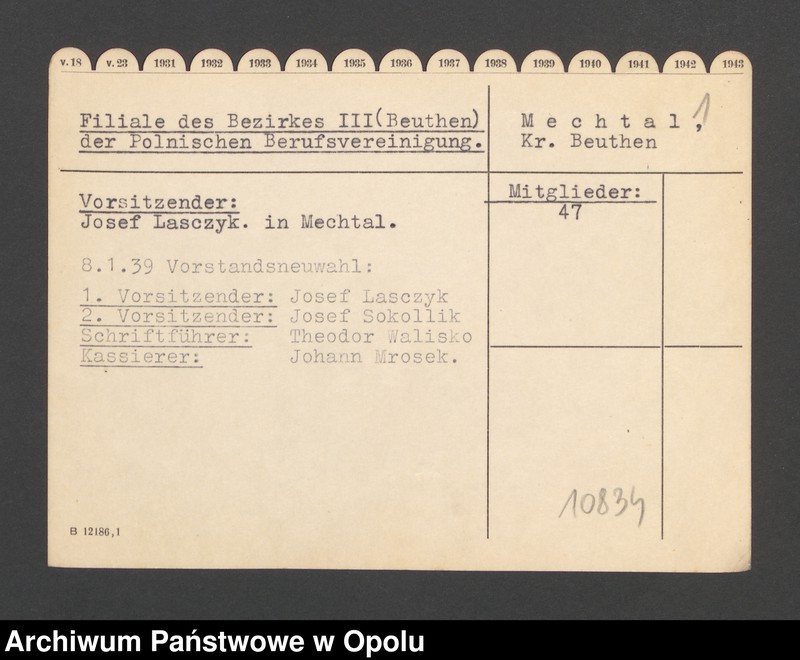 v.18 v.23 1931 1932 1933 1934 1935 1936 1937 1938 1939 1940 1941 1942 1943
Filiale des Bezirkes III(Beuthen)
der Polnischen Berufsvereinigung.
Mechtal,
Kr. Beuthen
1
Vorsitzender:
Josef Lasczyk. in Mechtal.
Mitglieder:
47
8.1.39 Vorstandsneuwahl:
1. Vorsitzender: Josef Lasczyk
2. Vorsitzender: Josef Sokollik
Schriftführer: Theodor Walisko
Kassierer: Johann Mrosek.
10834
B 12186,1
Archiwum Państwowe w Opolu